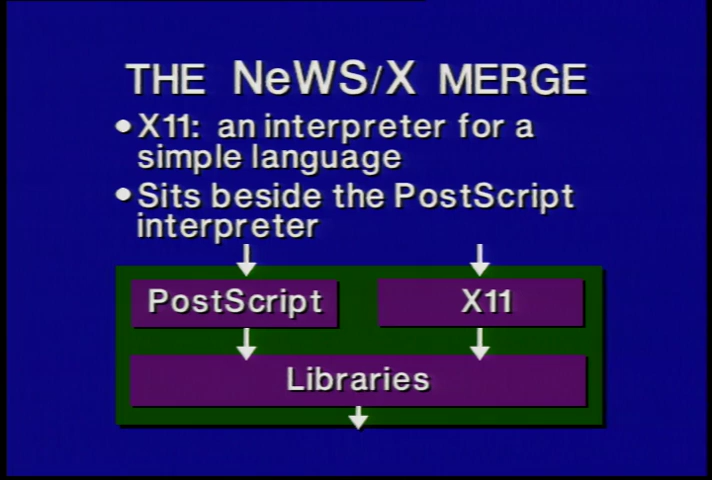 THE NeWS/X MERGE
•X11: an interpreter for a
simple language
•Sits beside the PostScript
interpreter
PostScript X11
Libraries